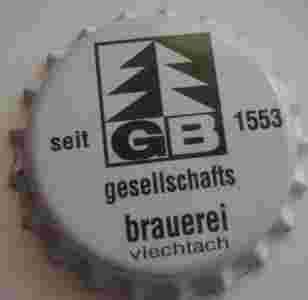 seit GB 1553
gesellschafts
brauerei
viechtach